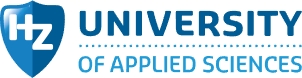 HZ
UNIVERSITY
OF APPLIED SCIENCES